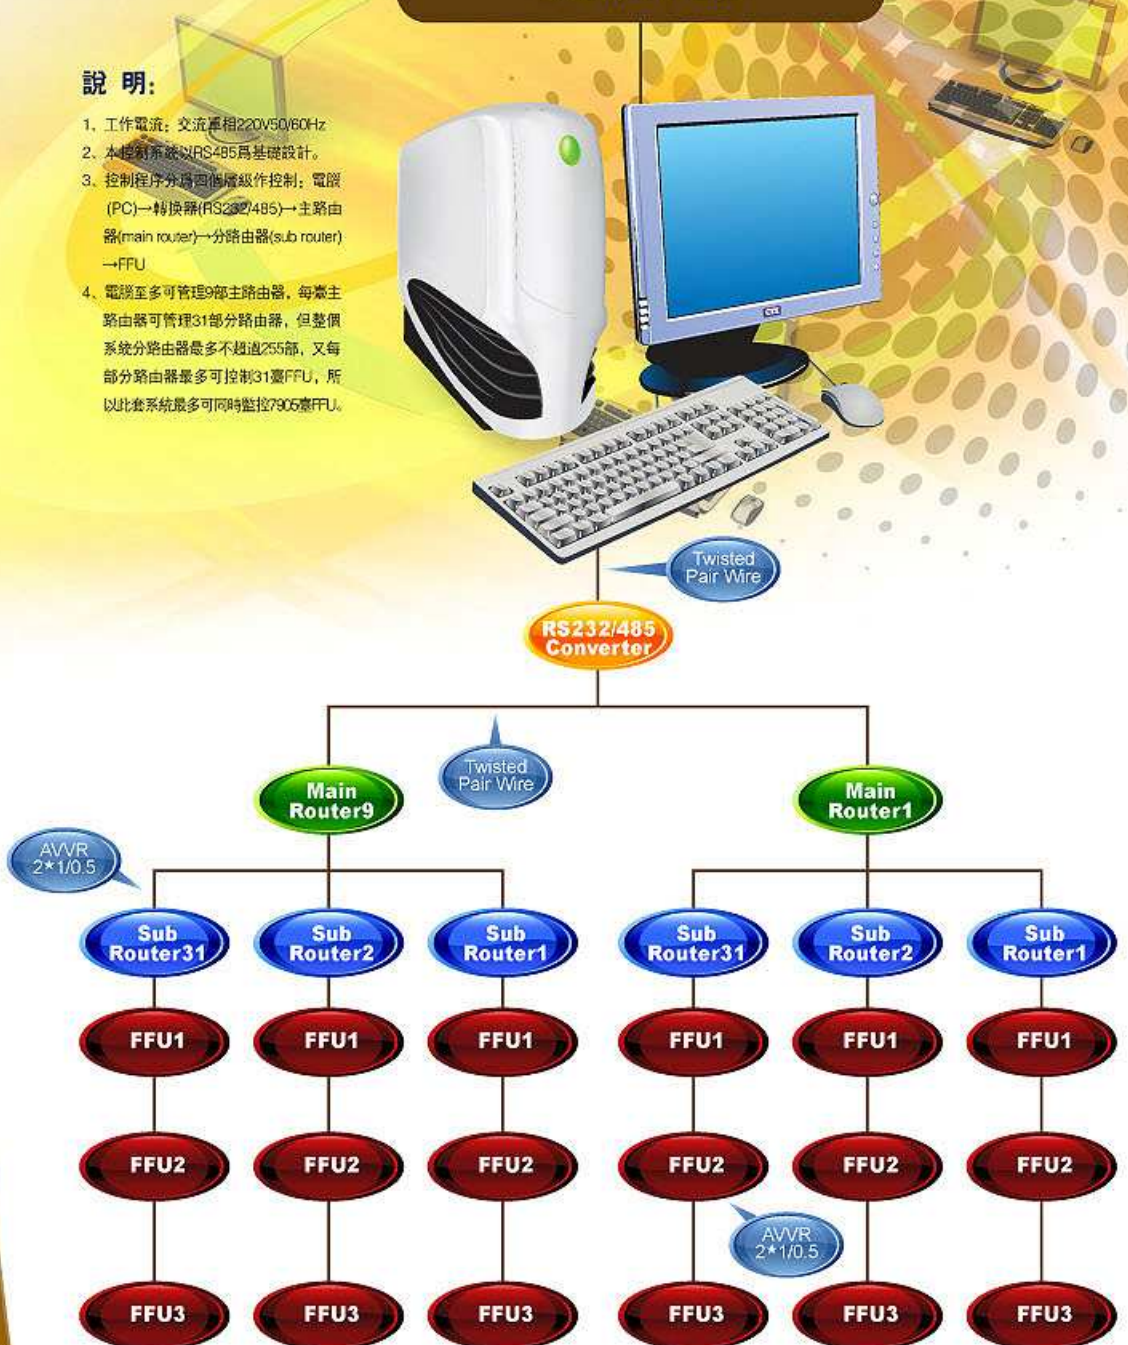 說 明:
1、工作電流：交流單相220V50/60Hz
2、本控制系統以RS485爲基礎設計。
3、控制程序分爲四個層級作控制：電腦
(PC)→轉換器(RS232/485)→主路由
器(main router)→分路由器(sub router)
→FFU
4、電腦至多可管理9部主路由器，每臺主
路由器可管理31部分路由器，但整個
系統分路由器最多不超過255部，又每
部分路由器最多可控制31臺FFU，所
以此套系統最多可同時監控7905臺FFU。
Twisted
Pair Wire
RS232/485
Converter
Twisted
Pair Wire
Main
Router9
Main
Router1
AVVR
2*1/0.5
Sub
Router31
Sub
Router2
Sub
Router1
Sub
Router31
Sub
Router2
Sub
Router1
FFU1
FFU1
FFU1
FFU1
FFU1
FFU1
FFU2
FFU2
FFU2
FFU2
FFU2
FFU2
AVVR
2*1/0.5
FFU3
FFU3
FFU3
FFU3
FFU3
FFU3